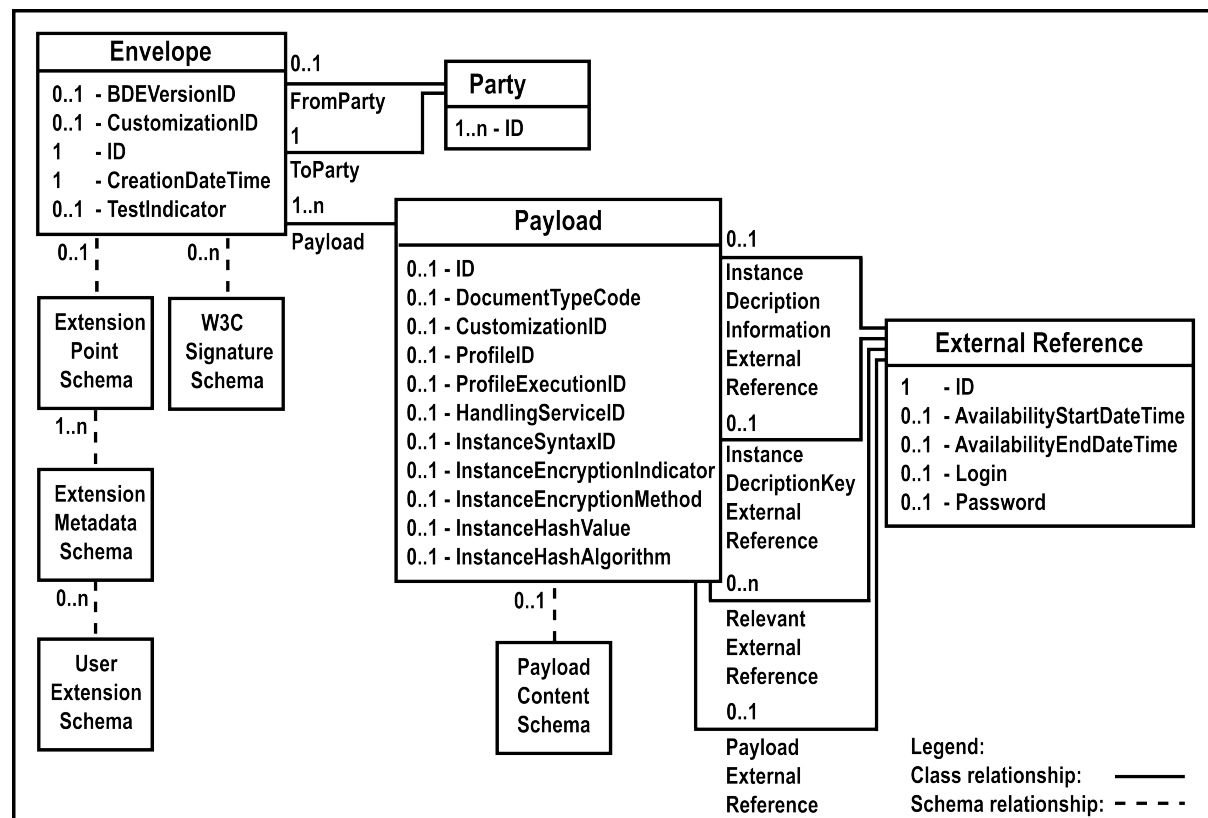 Envelope
0..1 - BDEVersionID
0..1 - CustomizationID
1 - ID
1 - CreationDateTime
0..1 - TestIndicator
0..1
FromParty
1
ToParty
1..n
Payload
Party
1..n - ID
0..1
0..n
Extension
Point
Schema
W3C
Signature
Schema
1..n
Extension
Metadata
Schema
0..n
User
Extension
Schema
Payload
0..1 - ID
0..1 - DocumentTypeCode
0..1 - CustomizationID
0..1 - ProfileID
0..1 - ProfileExecutionID
0..1 - HandlingServiceID
0..1 - InstanceSyntaxID
0..1 - InstanceEncryptionIndicator
0..1 - InstanceEncryptionMethod
0..1 - InstanceHashValue
0..1 - InstanceHashAlgorithm
0..1
Payload
Content
Schema
0..1
Instance
Decription
Information
External
Reference
0..1
Instance
DecriptionKey
External
Reference
0..n
Relevant
External
Reference
0..1
Payload
External
Reference
External Reference
1 - ID
0..1 - AvailabilityStartDateTime
0..1 - AvailabilityEndDateTime
0..1 - Login
0..1 - Password
Legend:
Class relationship:
Schema relationship: